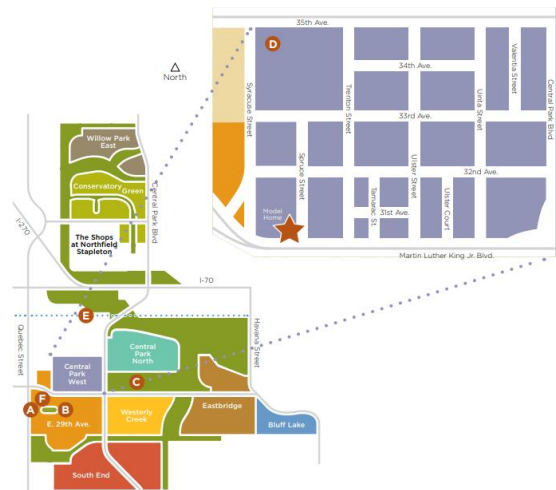 35th Ave.
D
North
34th Ave.
Syracuse Street
Trenton Street
Uinta Street
Valentia Street
Central Park Blvd
33rd Ave.
Willow Park
East
32nd Ave.
Spruce Street
Ulster Street
Conservatory
Green
Central Park Blvd
Tamarac St.
Ulster Court
31st Ave.
Model
Home
I-270
The Shops
at Northfield
Stapleton
Martin Luther King Jr. Blvd.
I-70
E
Quebec Street
Havana Street
Central
Park
North
Central
Park
West
C
F
A
B
E. 29th Ave.
Westerly
Creek
Eastbridge
Bluff Lake
South End